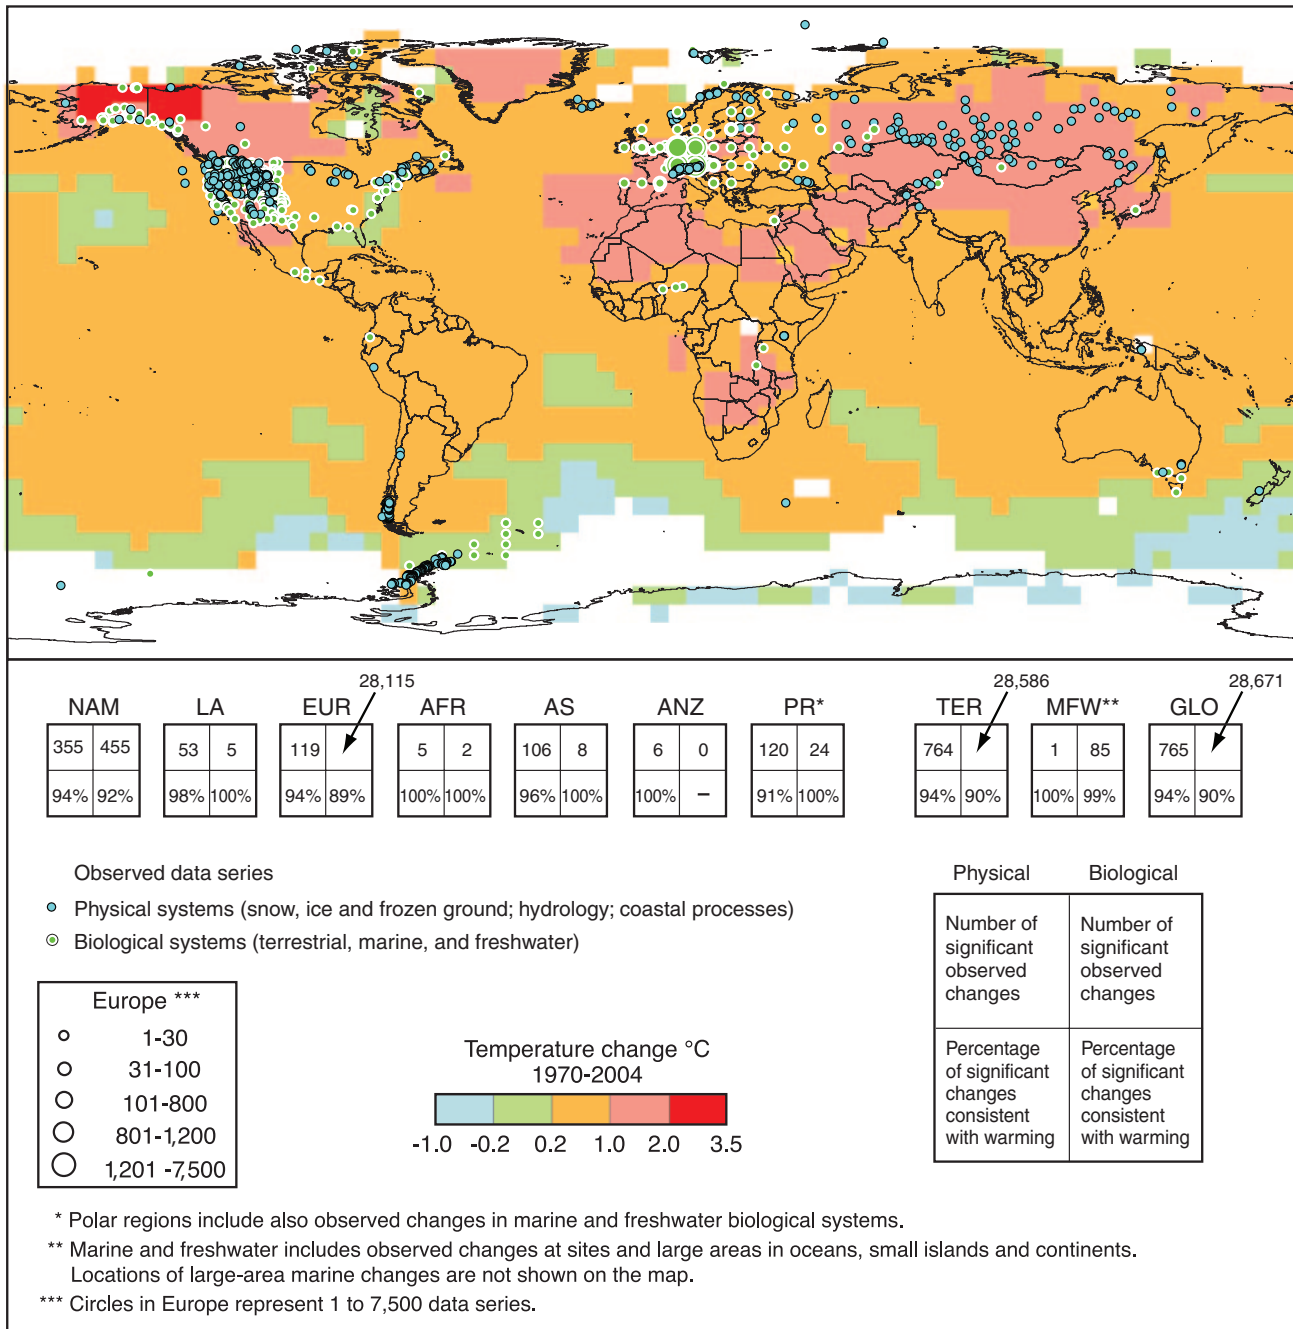 28,115
28,586
28,671
NAM LA EUR AFR AS ANZ PR* TER MFW** GLO
355 455 53 5 119 5 2 106 8 6 0 120 24 764 1 85 765
94% 92% 98% 100% 94% 89% 100% 100% 96% 100% 100% – 91% 100% 94% 90% 100% 99% 94% 90%
Observed data series
Physical systems (snow, ice and frozen ground; hydrology; coastal processes)
Biological systems (terrestrial, marine, and freshwater)
Europe ***
1-30
31-100
101-800
801-1,200
1,201 -7,500
Temperature change °C
1970-2004
-1.0 -0.2 0.2 1.0 2.0 3.5
Physical Biological
Number of
significant
observed
changes
Number of
significant
observed
changes
Percentage
of significant
changes
consistent
with warming
Percentage
of significant
changes
consistent
with warming
* Polar regions include also observed changes in marine and freshwater biological systems.
** Marine and freshwater includes observed changes at sites and large areas in oceans, small islands and continents.
Locations of large-area marine changes are not shown on the map.
*** Circles in Europe represent 1 to 7,500 data series.